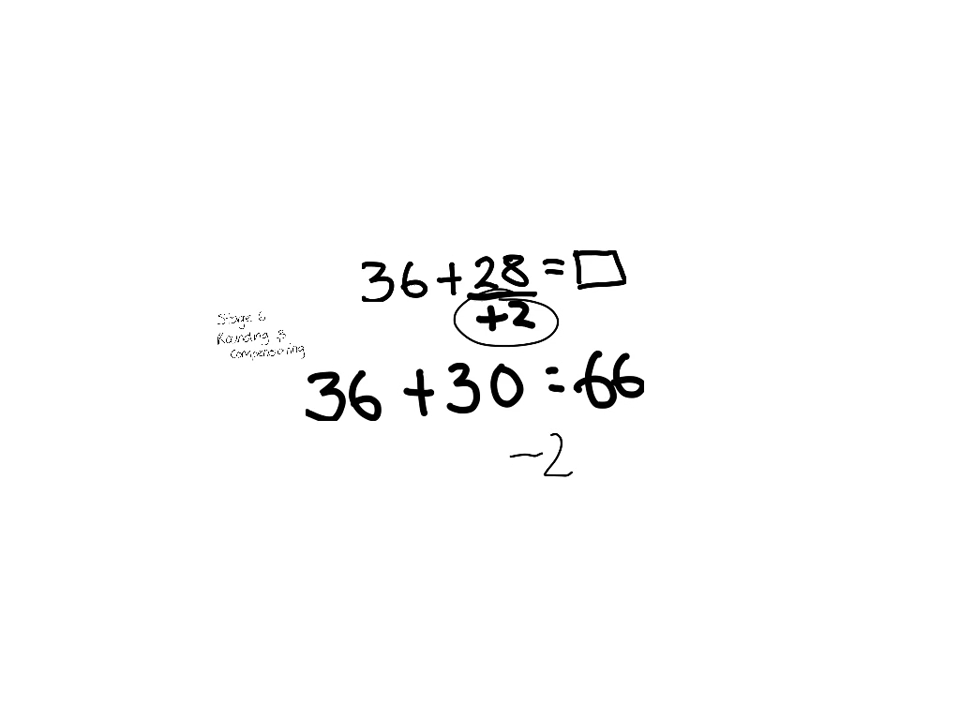 36 + 28 = □
+2
Stage 6
Rounding &
compensating
36 + 30 = 66
-2